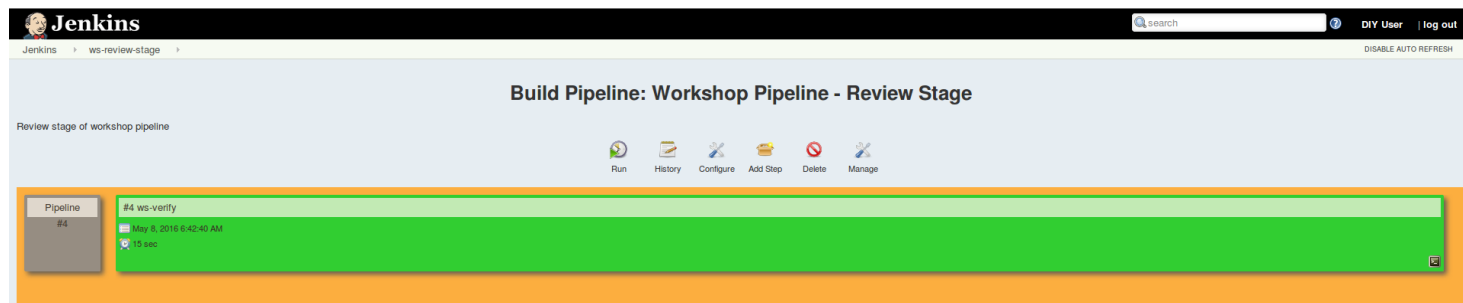 Jenkins
search
DIY User | log out
Jenkins ws-review-stage
DISABLE AUTO REFRESH
Build Pipeline: Workshop Pipeline - Review Stage
Review stage of workshop pipeline
Run History Configure Add Step Delete Manage
Pipeline
#4
#4 ws-verify
May 8, 2016 6:42:40 AM
15 sec